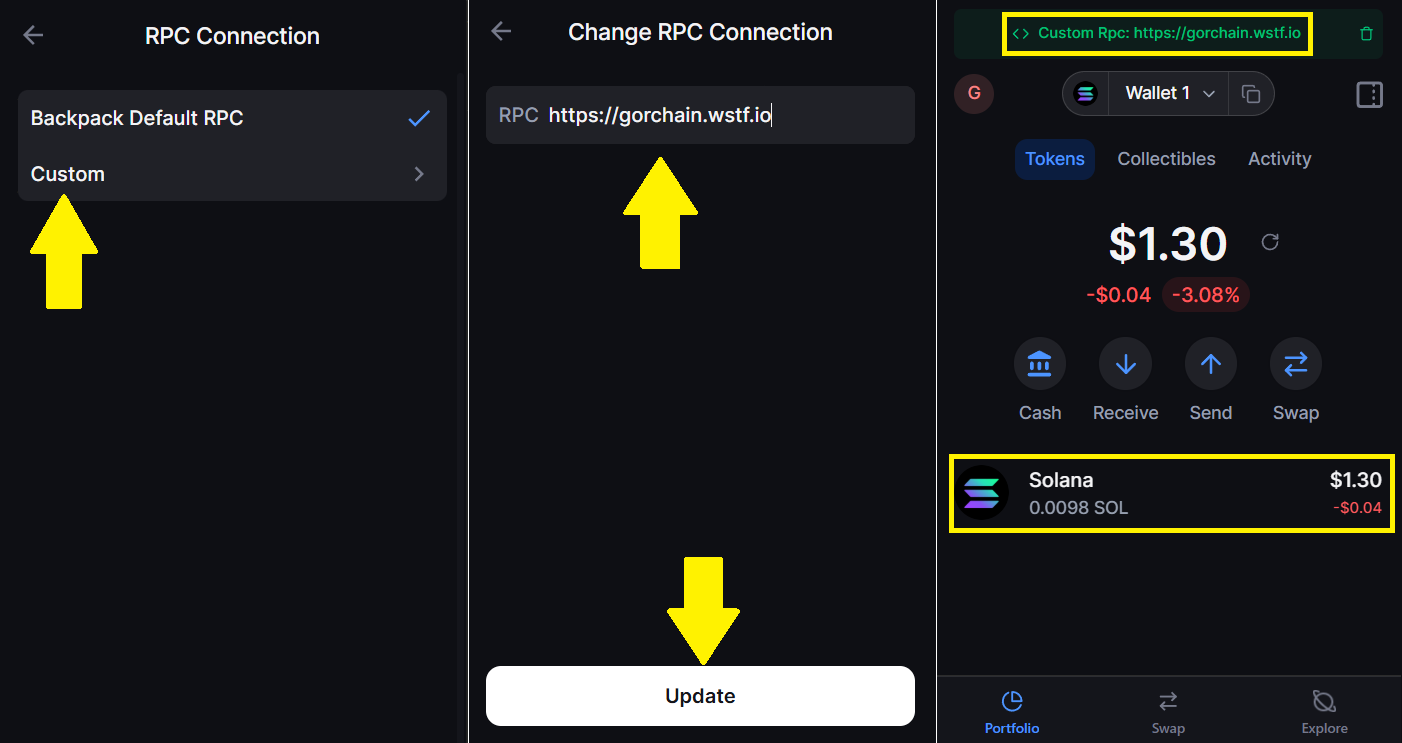 RPC Connection
Backpack Default RPC
Custom
Change RPC Connection
RPC https://gorchain.wstf.io
Update
<> Custom Rpc: https://gorchain.wstf.io
G
Wallet 1
Tokens Collectibles Activity
$1.30
-$0.04 -3.08%
Cash Receive Send Swap
Solana $1.30
0.0098 SOL -$0.04
Portfolio Swap Explore